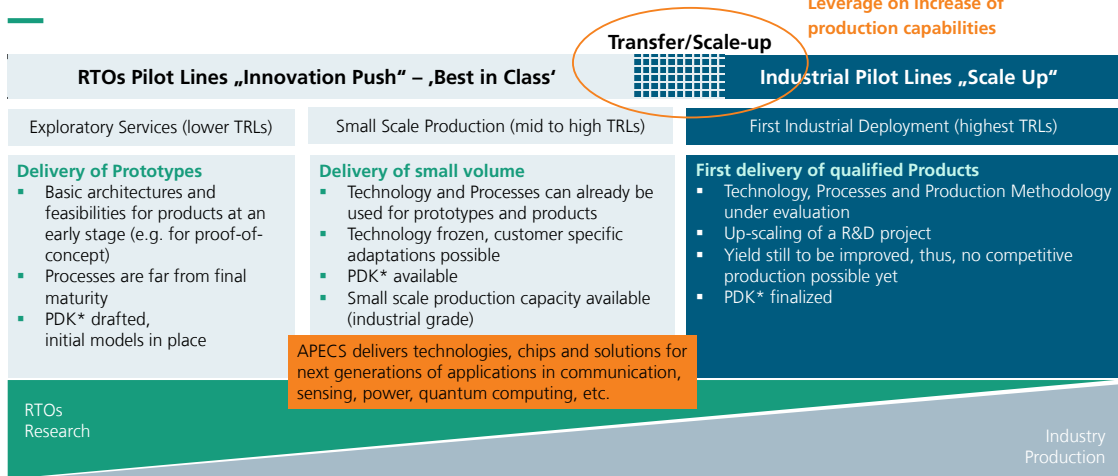 Leverage on increase of
production capabilities
Transfer/Scale-up
RTOs Pilot Lines „Innovation Push“ – ‚Best in Class‘
Industrial Pilot Lines „Scale Up“
Exploratory Services (lower TRLs)
Small Scale Production (mid to high TRLs)
First Industrial Deployment (highest TRLs)
Delivery of Prototypes
▪ Basic architectures and
feasibilities for products at an
early stage (e.g. for proof-of-
concept)
▪ Processes are far from final
maturity
▪ PDK* drafted,
initial models in place
Delivery of small volume
▪ Technology and Processes can already be
used for prototypes and products
▪ Technology frozen, customer specific
adaptations possible
▪ PDK* available
▪ Small scale production capacity available
(industrial grade)
First delivery of qualified Products
▪ Technology, Processes and Production Methodology
under evaluation
▪ Up-scaling of a R&D project
▪ Yield still to be improved, thus, no competitive
production possible yet
▪ PDK* finalized
APECS delivers technologies, chips and solutions for
next generations of applications in communication,
sensing, power, quantum computing, etc.
RTOs
Research
Industry
Production